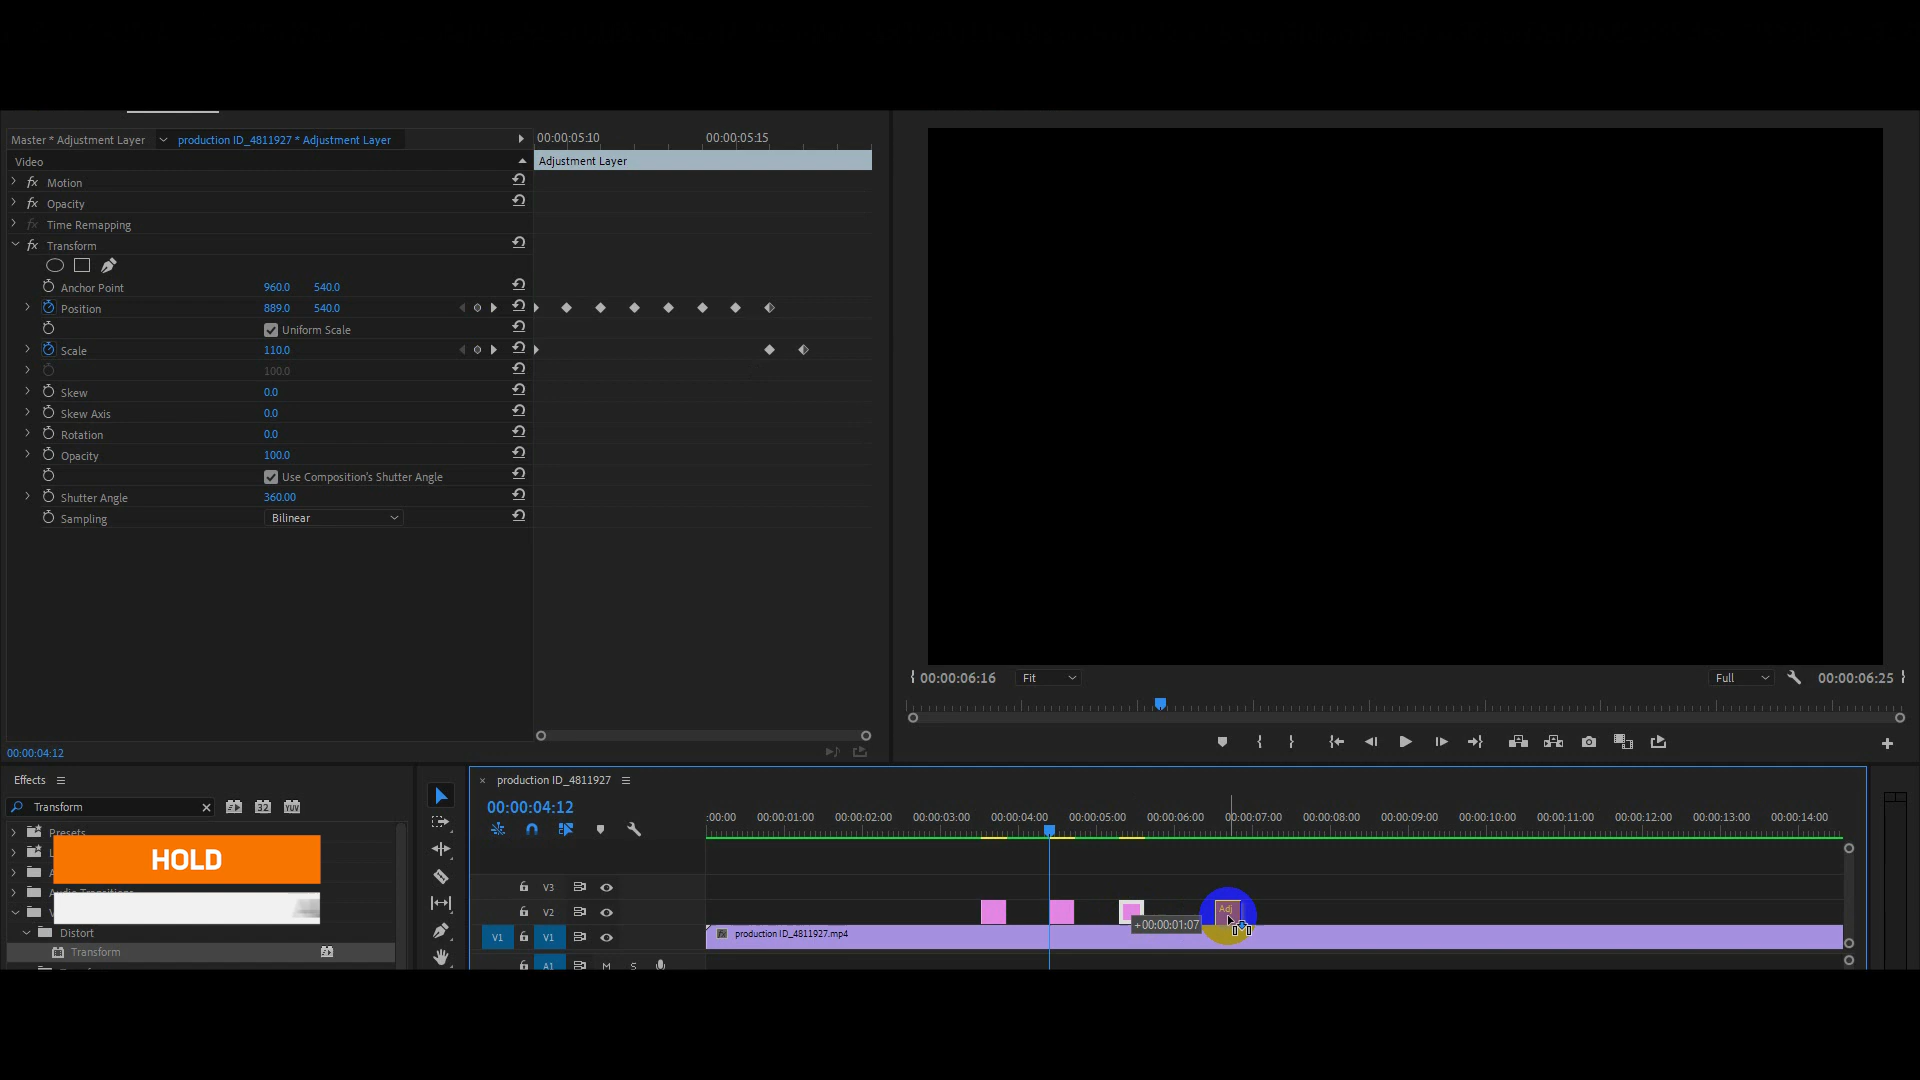 Master * Adjustment Layer
production ID_4811927 * Adjustment Layer
00:00:05:10
00:00:05:15
Video
Adjustment Layer
fx Motion
fx Opacity
fx Time Remapping
fx Transform
Anchor Point 960.0 540.0
Position 889.0 540.0
Uniform Scale
Scale 110.0
100.0
Skew 0.0
Skew Axis 0.0
Rotation 0.0
Opacity 100.0
Use Composition's Shutter Angle
Shutter Angle 360.00
Sampling Bilinear
00:00:04:12
00:00:06:16
Fit
Full
00:00:06:25
Effects
Transform
32
YUV
Presets
HOLD
Distort
Transform
production ID_4811927
00:00:04:12
:00:00 00:00:01:00 00:00:02:00 00:00:03:00 00:00:04:00 00:00:05:00 00:00:06:00 00:00:07:00 00:00:08:00 00:00:09:00 00:00:10:00 00:00:11:00 00:00:12:00 00:00:13:00 00:00:14:00
V3
V2
Adj
+00:00:01:07
V1 V1
fx production ID_4811927.mp4
A1 M S